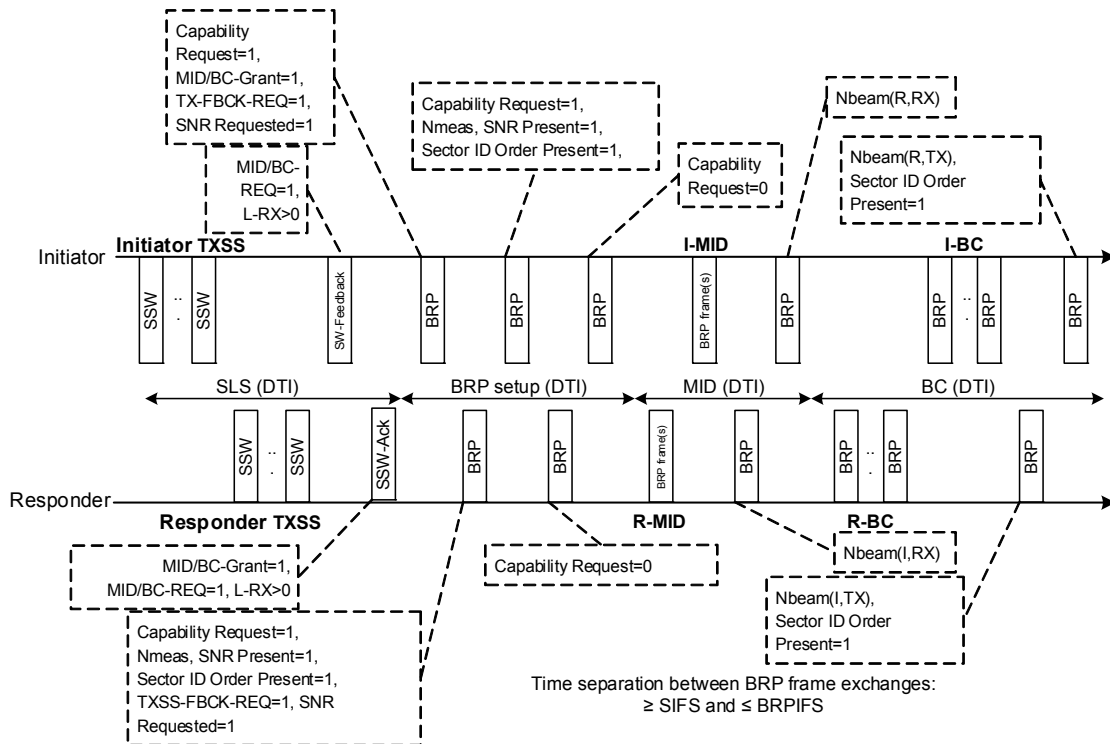 Capability
Request=1,
MID/BC-Grant=1,
TX-FBCK-REQ=1,
SNR Requested=1
MID/BC-
REQ=1,
L-RX>0
Capability Request=1,
Nmeas, SNR Present=1,
Sector ID Order Present=1,
Capability
Request=0
Nbeam(R,RX)
Nbeam(R,TX),
Sector ID Order
Present=1
Initiator TXSS
I-MID
I-BC
Initiator
SSW
..
.
SSW
SW-Feedback
BRP
BRP
BRP
BRP frame(s)
BRP
BRP
..
.
BRP
BRP
SLS (DTI)
BRP setup (DTI)
MID (DTI)
BC (DTI)
SSW
..
.
SSW
SSW-Ack
BRP
BRP
BRP frame(s)
BRP
BRP
..
.
BRP
BRP
Responder
Responder TXSS
R-MID
R-BC
MID/BC-Grant=1,
MID/BC-REQ=1, L-RX>0
Capability Request=0
Nbeam(I,RX)
Capability Request=1,
Nmeas, SNR Present=1,
Sector ID Order Present=1,
TXSS-FBCK-REQ=1, SNR
Requested=1
Nbeam(I,TX),
Sector ID Order
Present=1
Time separation between BRP frame exchanges:
≥ SIFS and ≤ BRPIFS